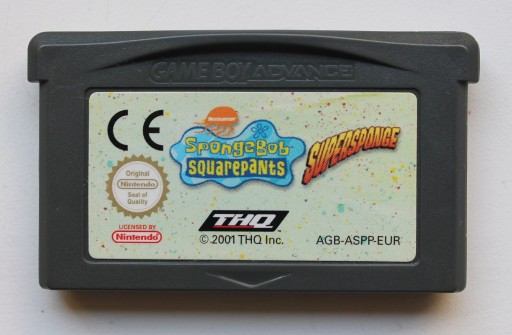 GAME BOY ADVANCE
CE
NICKELODEON
SpongeBob
SQUAREPANTS
SUPERSPONGE
Original
Nintendo
Seal of
Quality
LICENSED BY
Nintendo
THQ
© 2001 THQ Inc.
AGB-ASPP-EUR